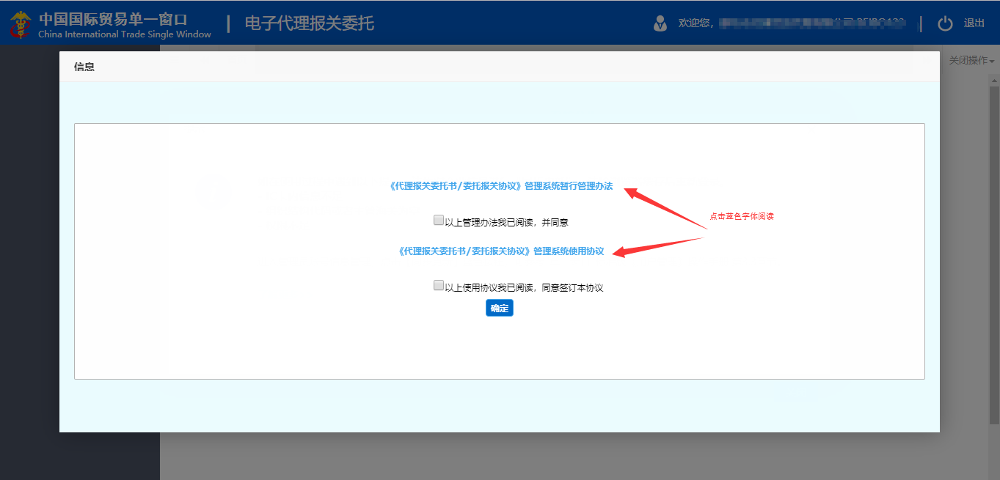 中国国际贸易单一窗口
China International Trade Single Window
电子代理报关委托
欢迎您,
退出
关闭操作
信息
《代理报关委托书/委托报关协议》管理系统暂行管理办法
以上管理办法我已阅读，并同意
点击蓝色字体阅读
《代理报关委托书/委托报关协议》管理系统使用协议
以上使用协议我已阅读，同意签订本协议
确定